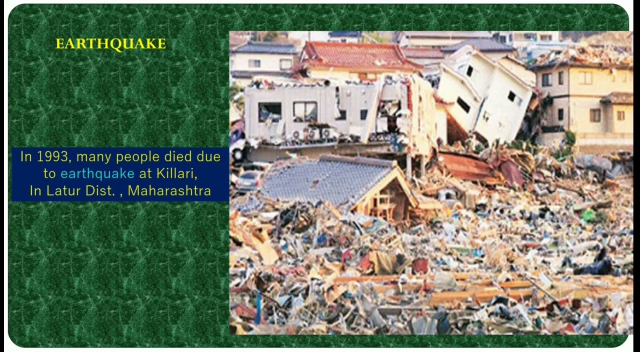 EARTHQUAKE
In 1993, many people died due
to earthquake at Killari,
In Latur Dist. , Maharashtra